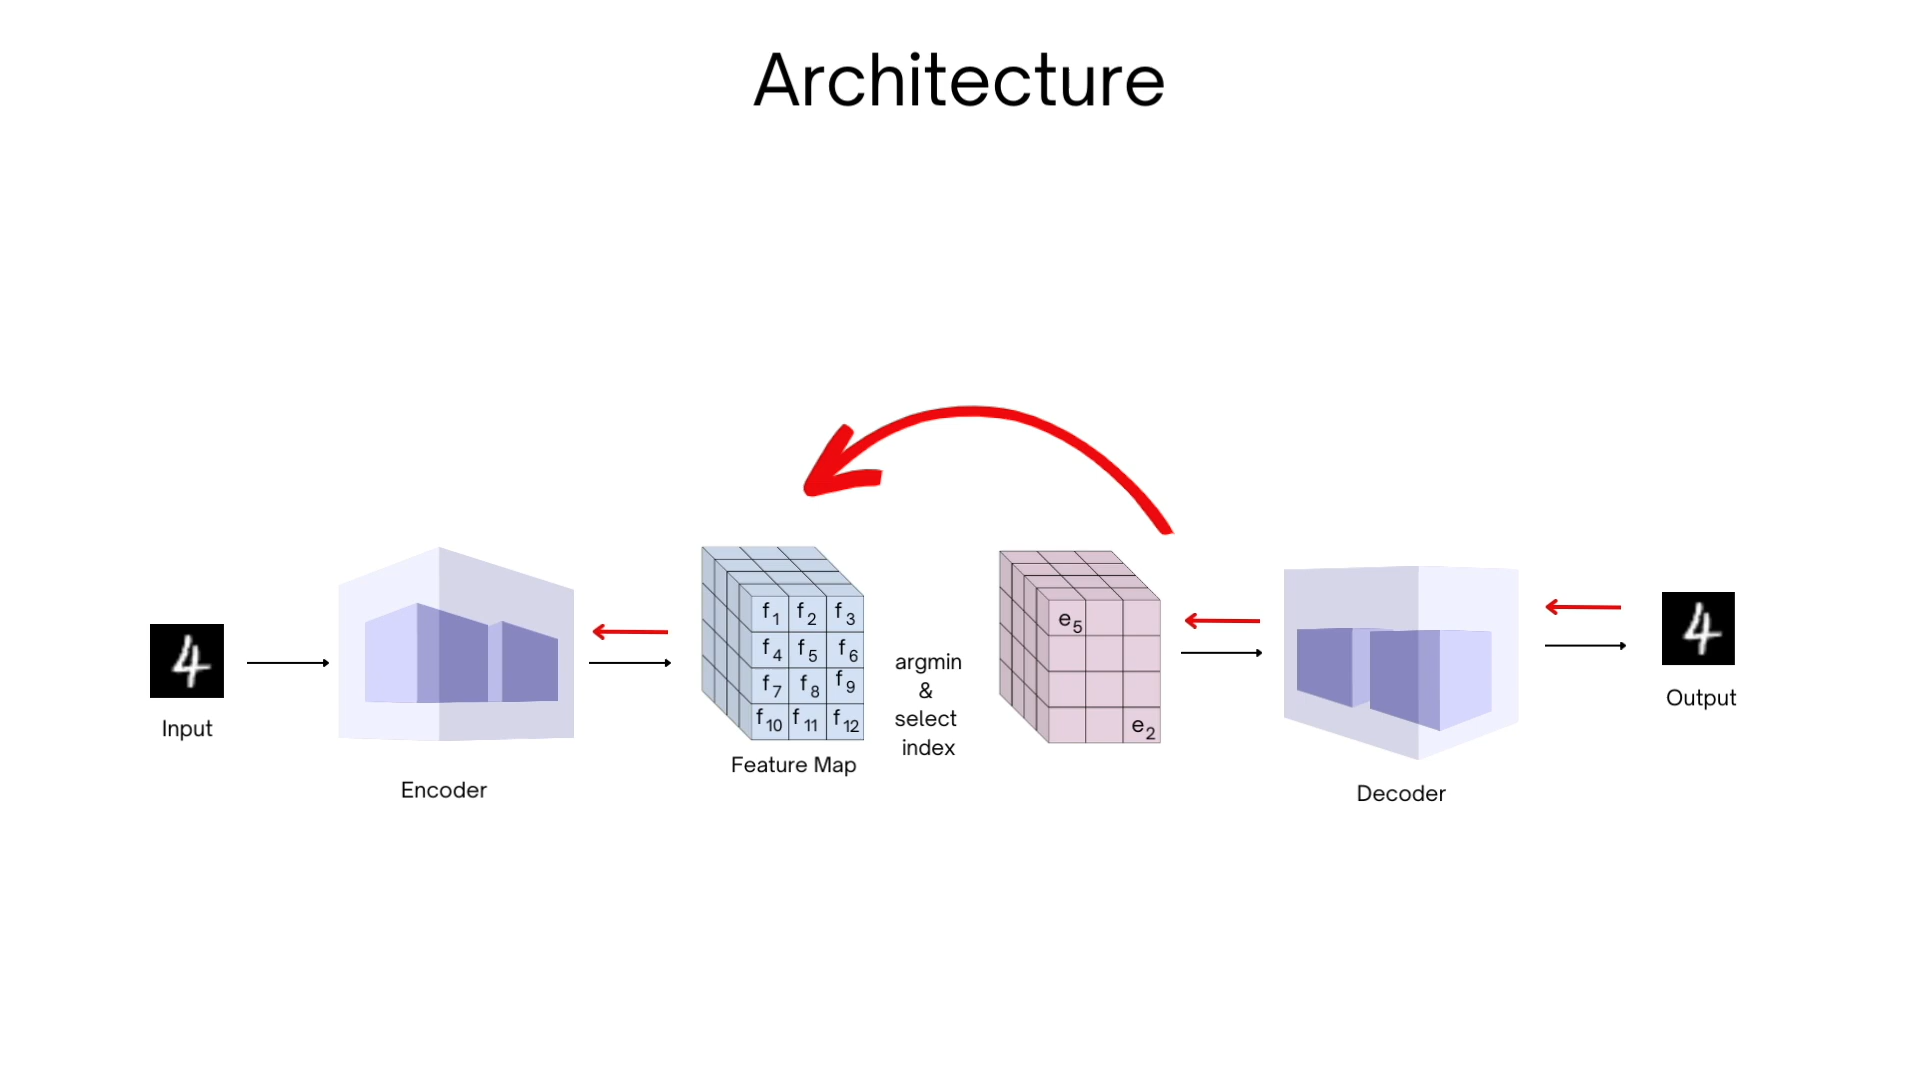 Architecture
f1 f2 f3
f4 f5 f6
f7 f8 f9
f10 f11 f12
Feature Map
argmin
&
select
index
e5
e2
4
Input
Encoder
Decoder
4
Output